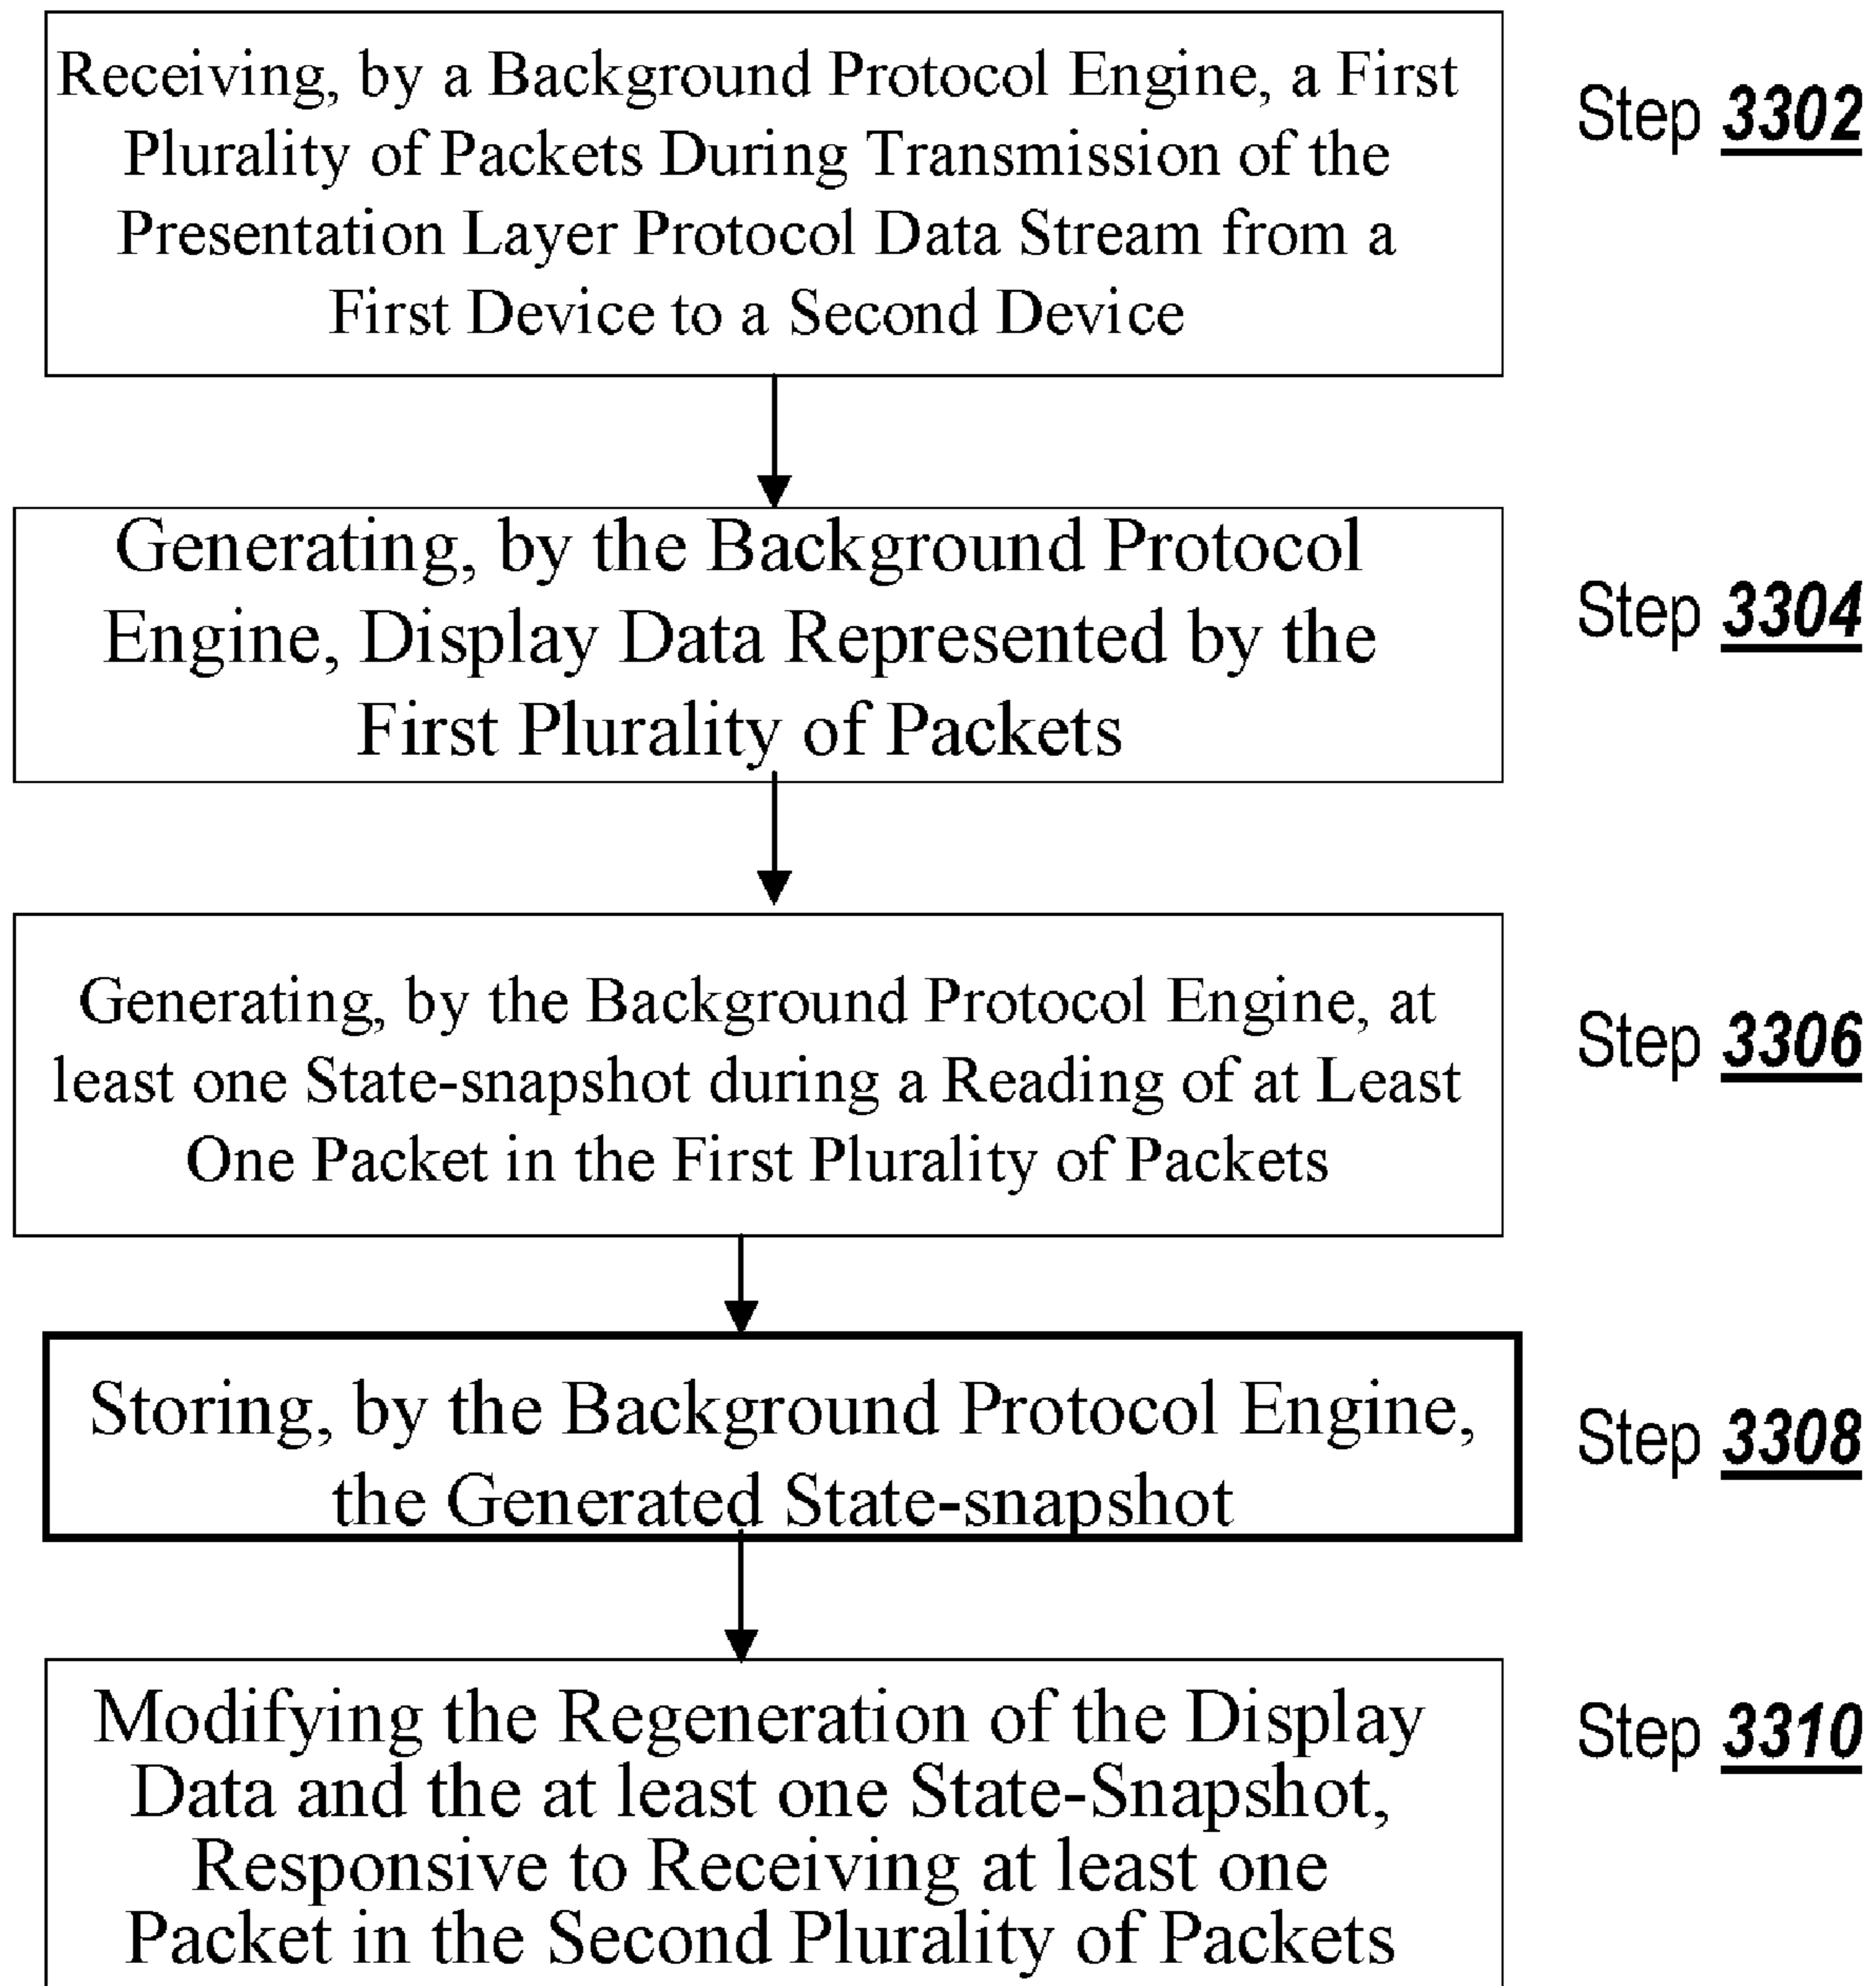 Receiving, by a Background Protocol Engine, a First
Plurality of Packets During Transmission of the
Presentation Layer Protocol Data Stream from a
First Device to a Second Device
Step 3302
Generating, by the Background Protocol
Engine, Display Data Represented by the
First Plurality of Packets
Step 3304
Generating, by the Background Protocol Engine, at
least one State-snapshot during a Reading of at Least
One Packet in the First Plurality of Packets
Step 3306
Storing, by the Background Protocol Engine,
the Generated State-snapshot
Step 3308
Modifying the Regeneration of the Display
Data and the at least one State-Snapshot,
Responsive to Receiving at least one
Packet in the Second Plurality of Packets
Step 3310